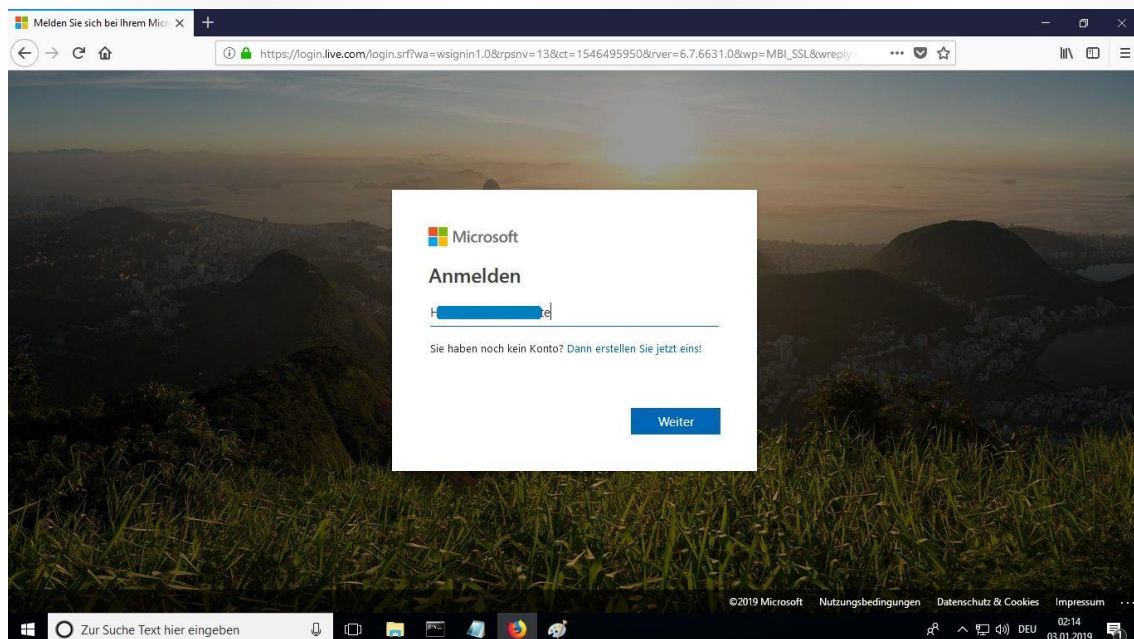 Melden Sie sich bei Ihrem Micr
https://login.live.com/login.srf?wa=wsignin1.0&rpsnv=13&ct=1546495950&rver=6.7.6631.0&wp=MBI_SSL&wreply=
Microsoft
Anmelden
H te
Sie haben noch kein Konto? Dann erstellen Sie jetzt eins!
Weiter
©2019 Microsoft Nutzungsbedingungen Datenschutz & Cookies Impressum ...
Zur Suche Text hier eingeben
DEU
02:14
03.01.2019